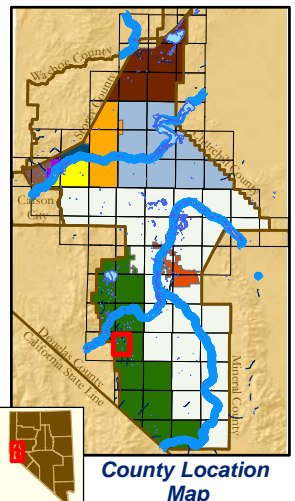 Washoe County
Storey County
Churchill County
Carson
City
Douglas County
California State Line
Mineral County
County Location
Map